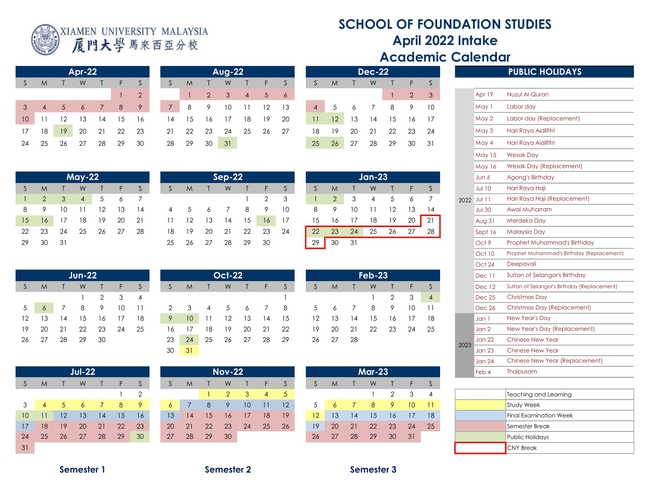 XIAMEN UNIVERSITY MALAYSIA
厦門大學 馬來西亞分校
SCHOOL OF FOUNDATION STUDIES
April 2022 Intake
Academic Calendar
Apr-22
S M T W T F S
1 2
3 4 5 6 7 8 9
10 11 12 13 14 15 16
17 18 19 20 21 22 23
24 25 26 27 28 29 30
Aug-22
S M T W T F S
1 2 3 4 5 6
7 8 9 10 11 12 13
14 15 16 17 18 19 20
21 22 23 24 25 26 27
28 29 30 31
Dec-22
S M T W T F S
1 2 3
4 5 6 7 8 9 10
11 12 13 14 15 16 17
18 19 20 21 22 23 24
25 26 27 28 29 30 31
May-22
S M T W T F S
1 2 3 4 5 6 7
8 9 10 11 12 13 14
15 16 17 18 19 20 21
22 23 24 25 26 27 28
29 30 31
Sep-22
S M T W T F S
1 2 3
4 5 6 7 8 9 10
11 12 13 14 15 16 17
18 19 20 21 22 23 24
25 26 27 28 29 30
Jan-23
S M T W T F S
1 2 3 4 5 6 7
8 9 10 11 12 13 14
15 16 17 18 19 20 21
22 23 24 25 26 27 28
29 30 31
Jun-22
S M T W T F S
1 2 3 4
5 6 7 8 9 10 11
12 13 14 15 16 17 18
19 20 21 22 23 24 25
26 27 28 29 30
Oct-22
S M T W T F S
1
2 3 4 5 6 7 8
9 10 11 12 13 14 15
16 17 18 19 20 21 22
23 24 25 26 27 28 29
30 31
Feb-23
S M T W T F S
1 2 3 4
5 6 7 8 9 10 11
12 13 14 15 16 17 18
19 20 21 22 23 24 25
26 27 28
Jul-22
S M T W T F S
1 2
3 4 5 6 7 8 9
10 11 12 13 14 15 16
17 18 19 20 21 22 23
24 25 26 27 28 29 30
31
Nov-22
S M T W T F S
1 2 3 4 5
6 7 8 9 10 11 12
13 14 15 16 17 18 19
20 21 22 23 24 25 26
27 28 29 30
Mar-23
S M T W T F S
1 2 3 4
5 6 7 8 9 10 11
12 13 14 15 16 17 18
19 20 21 22 23 24 25
26 27 28 29 30 31
Semester 1
Semester 2
Semester 3
PUBLIC HOLIDAYS
2022
Apr 19 Nuzul Al-Quran
May 1 Labor day
May 2 Labor day (Replacement)
May 3 Hari Raya Aidilfitri
May 4 Hari Raya Aidilfitri
May 15 Wesak Day
May 16 Wesak Day (Replacement)
Jun 6 Agong's Birthday
Jul 10 Hari Raya Haji
Jul 11 Hari Raya Haji (Replacement)
Jul 30 Awal Muharram
Aug 31 Merdeka Day
Sept 16 Malaysia Day
Oct 9 Prophet Muhammad's Birthday
Oct 10 Prophet Muhammad's Birthday (Replacement)
Oct 24 Deepavali
Dec 11 Sultan of Selangor's Birthday
Dec 12 Sultan of Selangor's Birthday (Replacement)
Dec 25 Christmas Day
Dec 26 Christmas Day (Replacement)
2023
Jan 1 New Year's Day
Jan 2 New Year's Day (Replacement)
Jan 22 Chinese New Year
Jan 23 Chinese New Year
Jan 24 Chinese New Year (Replacement)
Feb 4 Thaipusam
Teaching and Learning
Study Week
Final Examination Week
Semester Break
Public Holidays
CNY Break